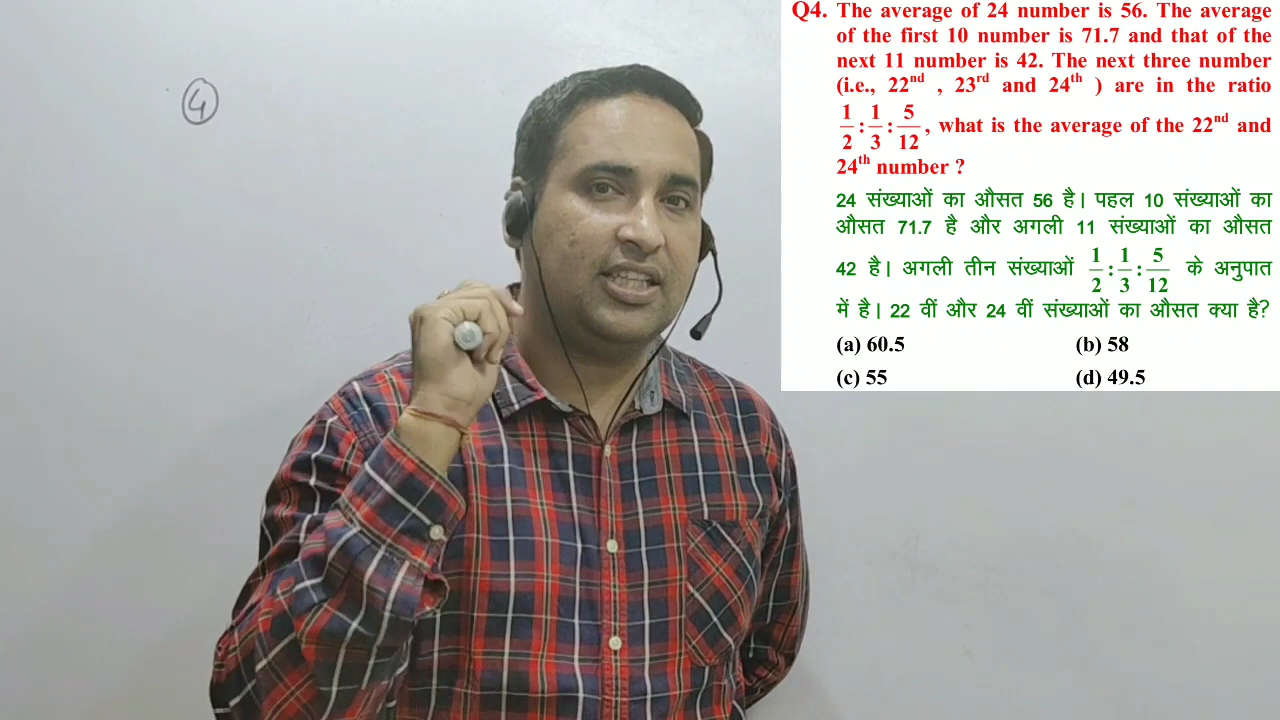 ④
Q4. The average of 24 number is 56. The average
of the first 10 number is 71.7 and that of the
next 11 number is 42. The next three number
(i.e., 22nd , 23rd and 24th ) are in the ratio
1/2 : 1/3 : 5/12 , what is the average of the 22nd and
24th number ?
24 संख्याओं का औसत 56 है। पहल 10 संख्याओं का
औसत 71.7 है और अगली 11 संख्याओं का औसत
42 है। अगली तीन संख्याओं 1/2 : 1/3 : 5/12 के अनुपात
में है। 22 वीं और 24 वीं संख्याओं का औसत क्या है?
(a) 60.5 (b) 58
(c) 55 (d) 49.5